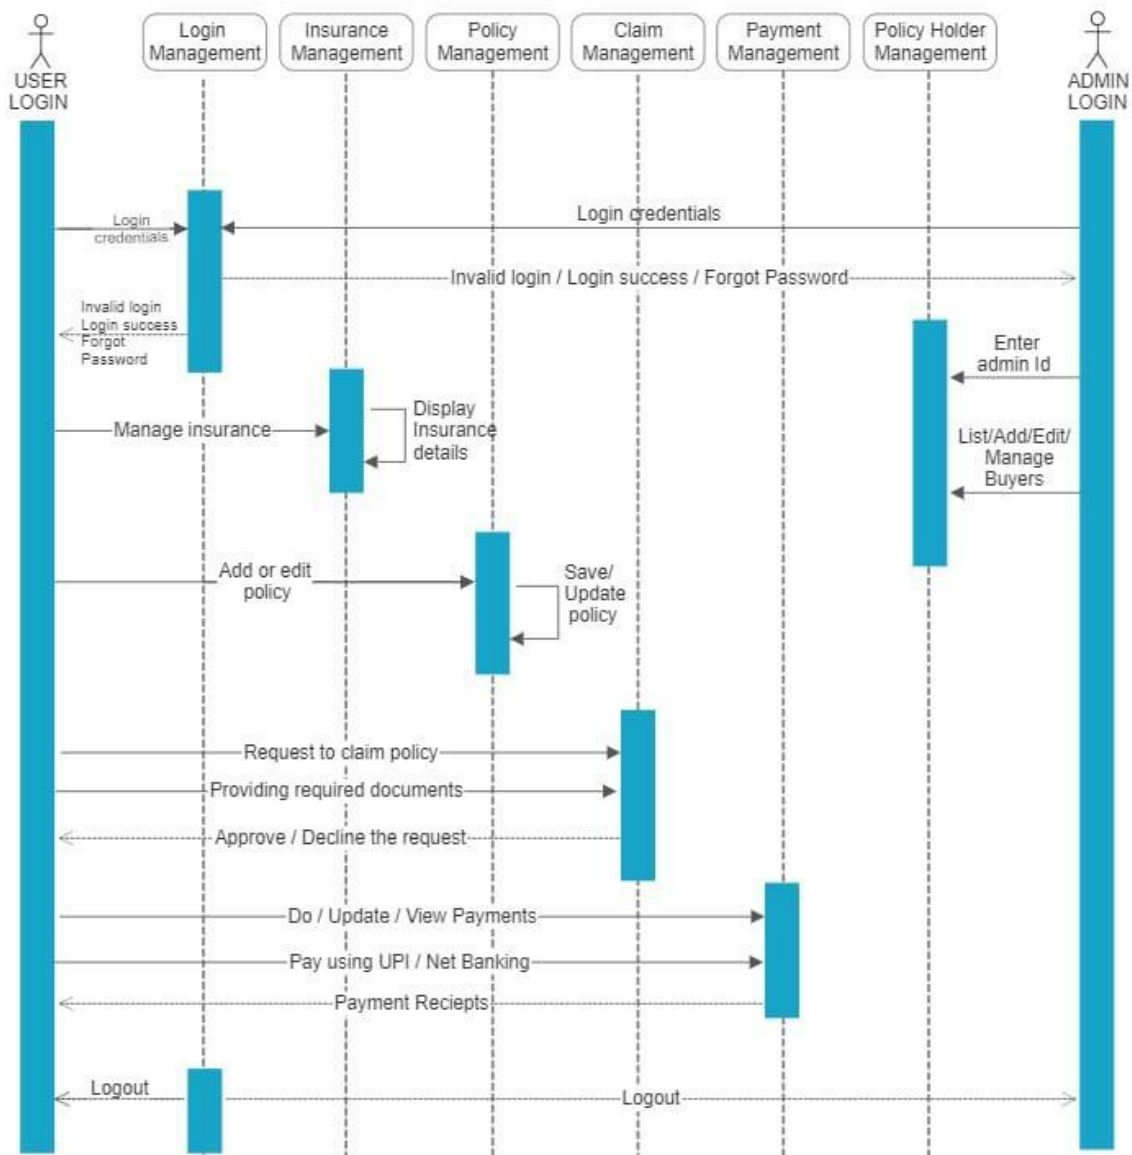 Login
Management
Insurance
Management
Policy
Management
Claim
Management
Payment
Management
Policy Holder
Management
USER
LOGIN
ADMIN
LOGIN
Login
credentials
Login credentials
Invalid login / Login success / Forgot Password
Invalid login
Login success
Forgot
Password
Enter
admin Id
Manage insurance
Display
Insurance
details
List/Add/Edit/
Manage
Buyers
Add or edit
policy
Save/
Update
policy
Request to claim policy
Providing required documents
Approve / Decline the request
Do / Update / View Payments
Pay using UPI / Net Banking
Payment Reciepts
Logout
Logout